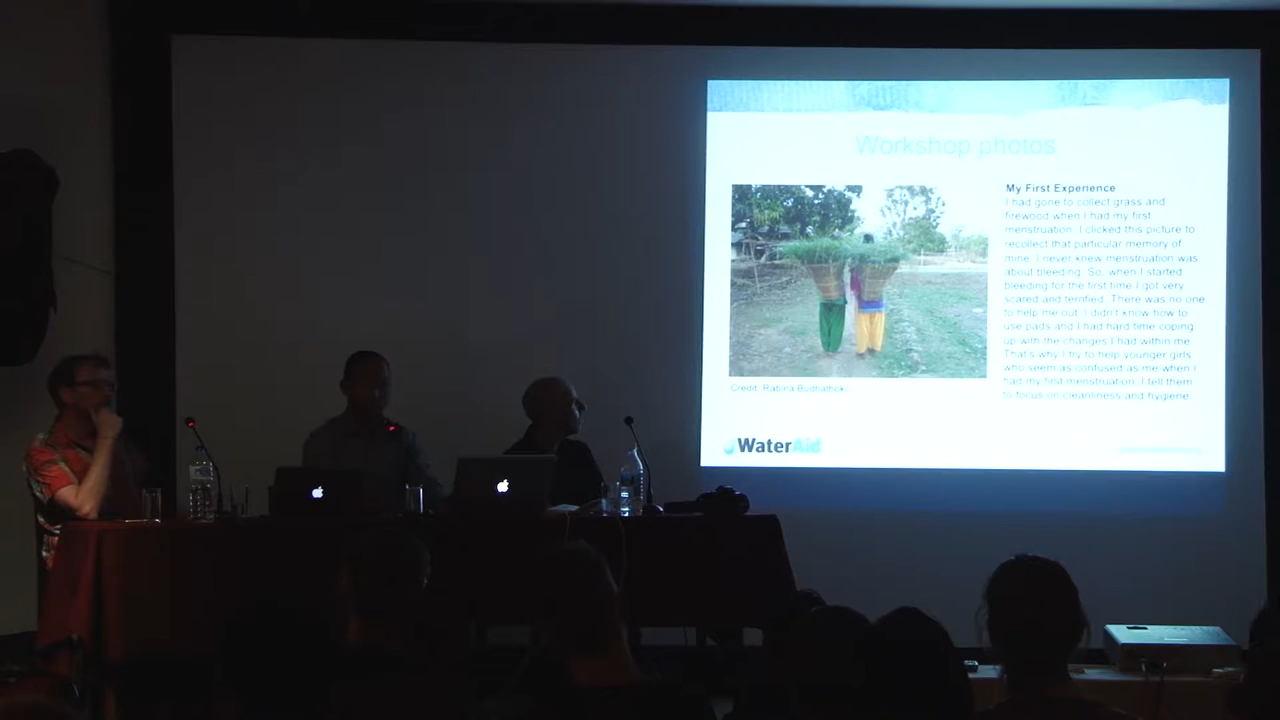 Workshop photos
My First Experience
I had gone to collect grass and
firewood when I had my first
menstruation. I clicked this picture to
recollect that particular memory of
mine. I never knew menstruation was
about bleeding. So, when I started
bleeding for the first time I got very
scared and terrified. There was no one
to help me out. I didn't know how to
use pads and I had hard time coping
up with the changes I had within me.
That's why I try to help younger girls
who seem as confused as me when I
had my first menstruation. I tell them
to focus on cleanliness and hygiene.
Credit: Rabina Budhathoki
WaterAid